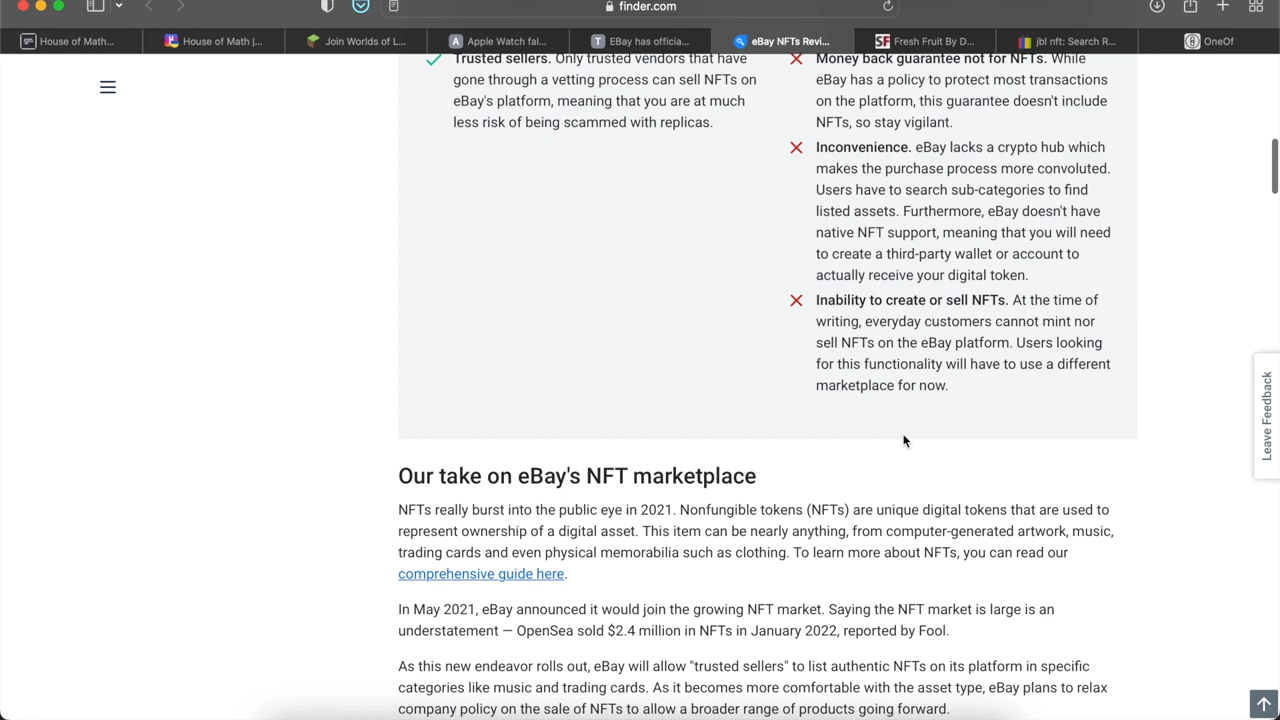 finder.com
House of Math...
House of Math |...
Join Worlds of L...
Apple Watch fal...
EBay has officia...
eBay NFTs Revi...
Fresh Fruit By D...
jbl nft: Search R...
OneOf
Trusted sellers. Only trusted vendors that have
gone through a vetting process can sell NFTs on
eBay's platform, meaning that you are at much
less risk of being scammed with replicas.
Money back guarantee not for NFTs. While
eBay has a policy to protect most transactions
on the platform, this guarantee doesn't include
NFTs, so stay vigilant.
Inconvenience. eBay lacks a crypto hub which
makes the purchase process more convoluted.
Users have to search sub-categories to find
listed assets. Furthermore, eBay doesn't have
native NFT support, meaning that you will need
to create a third-party wallet or account to
actually receive your digital token.
Inability to create or sell NFTs. At the time of
writing, everyday customers cannot mint nor
sell NFTs on the eBay platform. Users looking
for this functionality will have to use a different
marketplace for now.
Leave Feedback
Our take on eBay's NFT marketplace
NFTs really burst into the public eye in 2021. Nonfungible tokens (NFTs) are unique digital tokens that are used to
represent ownership of a digital asset. This item can be nearly anything, from computer-generated artwork, music,
trading cards and even physical memorabilia such as clothing. To learn more about NFTs, you can read our
comprehensive guide here.
In May 2021, eBay announced it would join the growing NFT market. Saying the NFT market is large is an
understatement — OpenSea sold $2.4 million in NFTs in January 2022, reported by Fool.
As this new endeavor rolls out, eBay will allow "trusted sellers" to list authentic NFTs on its platform in specific
categories like music and trading cards. As it becomes more comfortable with the asset type, eBay plans to relax
company policy on the sale of NFTs to allow a broader range of products going forward.